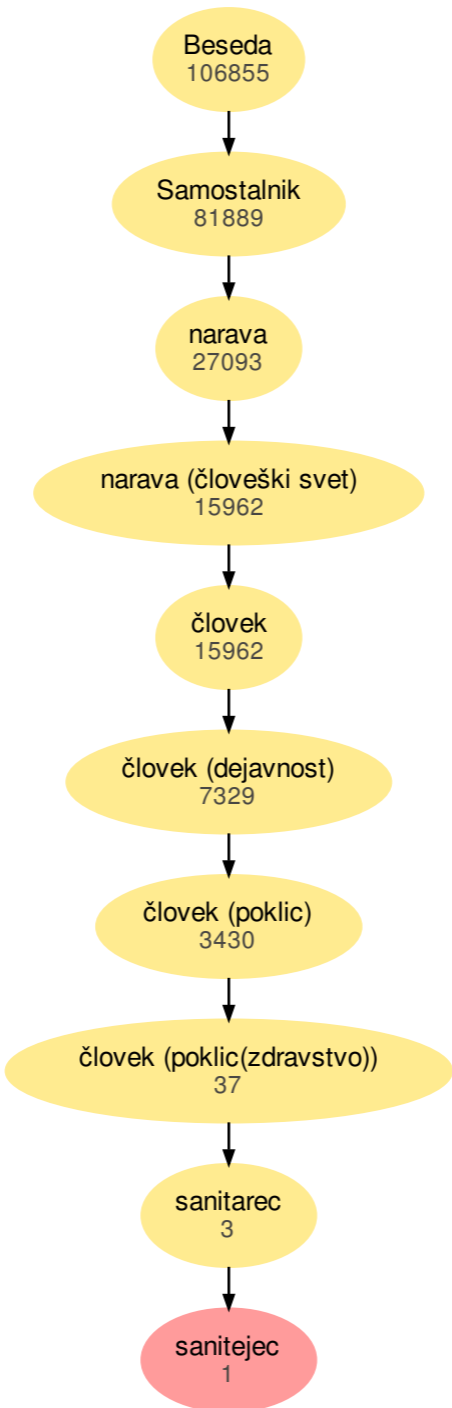 Beseda
106855
Samostalnik
81889
narava
27093
narava (človeški svet)
15962
človek
15962
človek (dejavnost)
7329
človek (poklic)
3430
človek (poklic(zdravstvo))
37
sanitarec
3
sanitejec
1